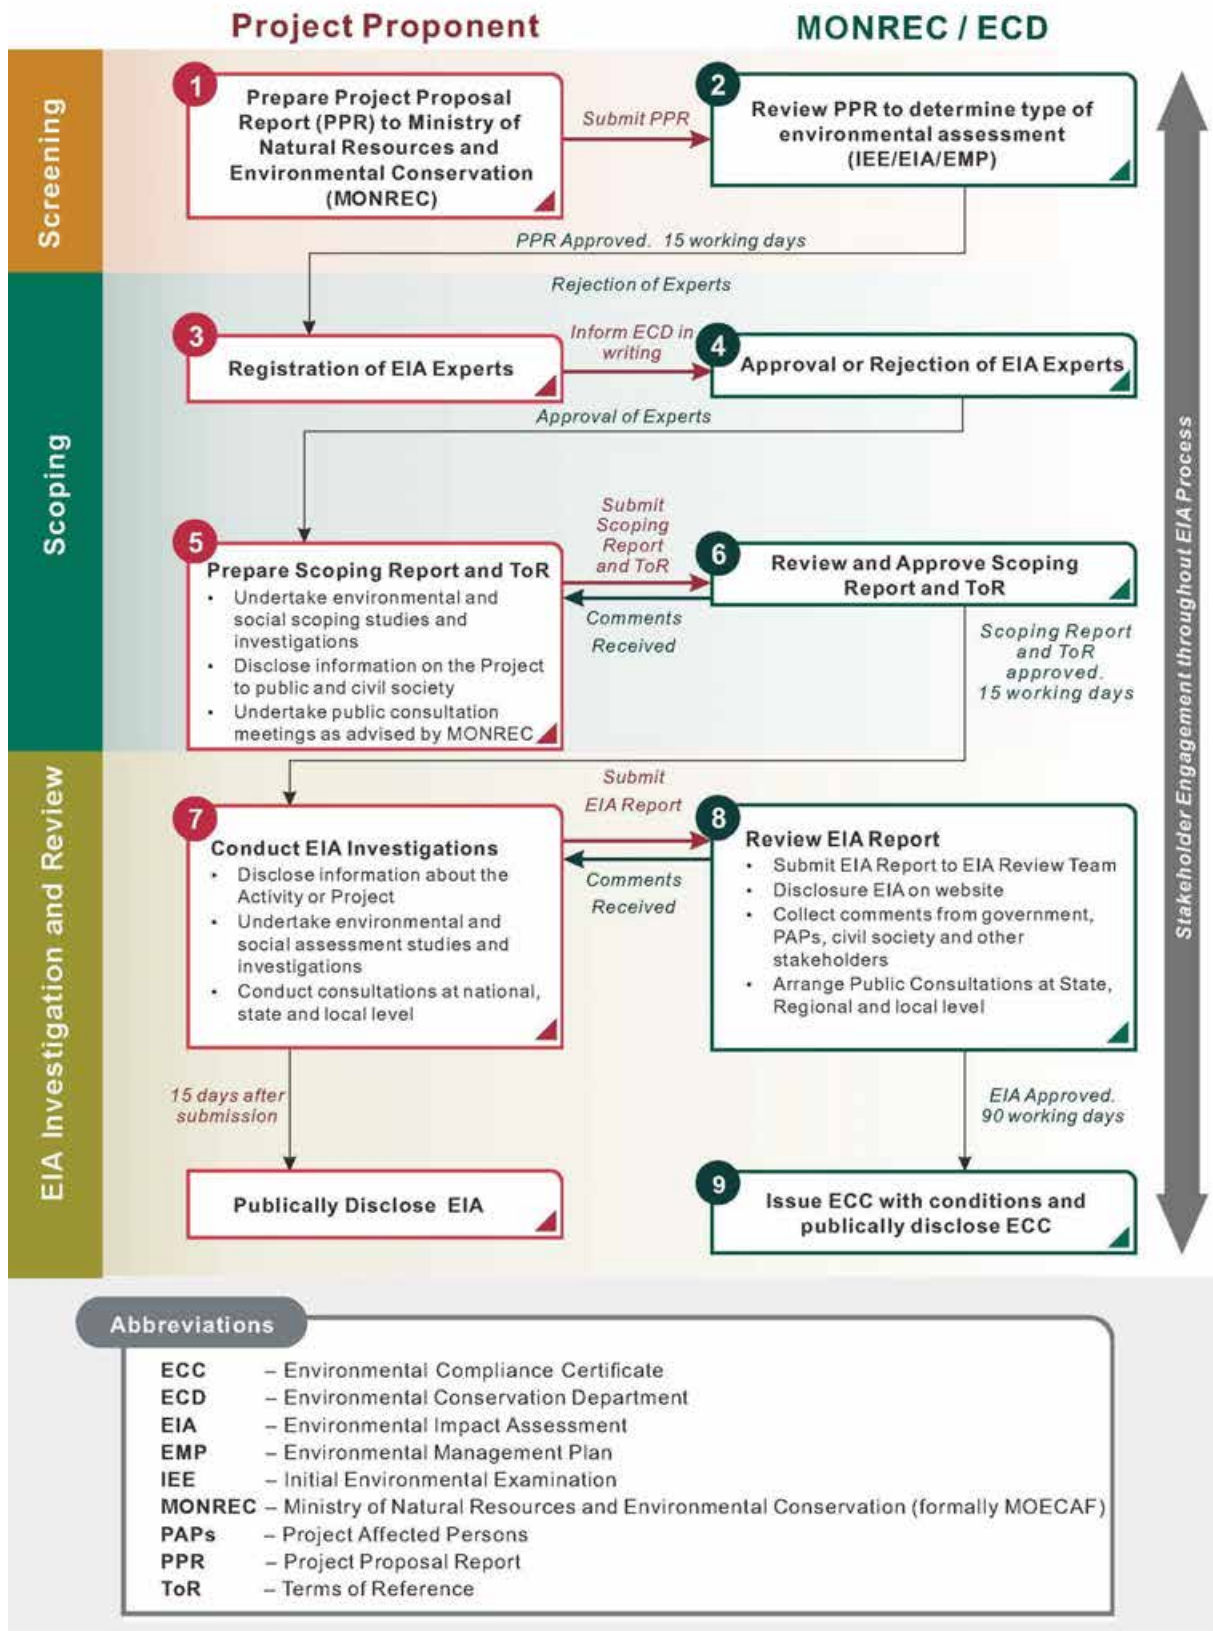 Project Proponent
MONREC / ECD
Screening
1
Prepare Project Proposal
Report (PPR) to Ministry of
Natural Resources and
Environmental Conservation
(MONREC)
Submit PPR
2
Review PPR to determine type of
environmental assessment
(IEE/EIA/EMP)
PPR Approved. 15 working days
Scoping
Rejection of Experts
3
Registration of EIA Experts
Inform ECD in
writing
4
Approval or Rejection of EIA Experts
Approval of Experts
5
Prepare Scoping Report and ToR
• Undertake environmental and
social scoping studies and
investigations
• Disclose information on the Project
to public and civil society
• Undertake public consultation
meetings as advised by MONREC
Submit
Scoping
Report
and ToR
Comments
Received
6
Review and Approve Scoping
Report and ToR
Scoping Report
and ToR
approved.
15 working days
EIA Investigation and Review
7
Conduct EIA Investigations
• Disclose information about the
Activity or Project
• Undertake environmental and
social assessment studies and
investigations
• Conduct consultations at national,
state and local level
Submit
EIA Report
Comments
Received
8
Review EIA Report
• Submit EIA Report to EIA Review Team
• Disclosure EIA on website
• Collect comments from government,
PAPs, civil society and other
stakeholders
• Arrange Public Consultations at State,
Regional and local level
15 days after
submission
EIA Approved.
90 working days
Publically Disclose EIA
9
Issue ECC with conditions and
publically disclose ECC
Stakeholder Engagement throughout EIA Process
Abbreviations
ECC – Environmental Compliance Certificate
ECD – Environmental Conservation Department
EIA – Environmental Impact Assessment
EMP – Environmental Management Plan
IEE – Initial Environmental Examination
MONREC – Ministry of Natural Resources and Environmental Conservation (formally MOECAF)
PAPs – Project Affected Persons
PPR – Project Proposal Report
ToR – Terms of Reference